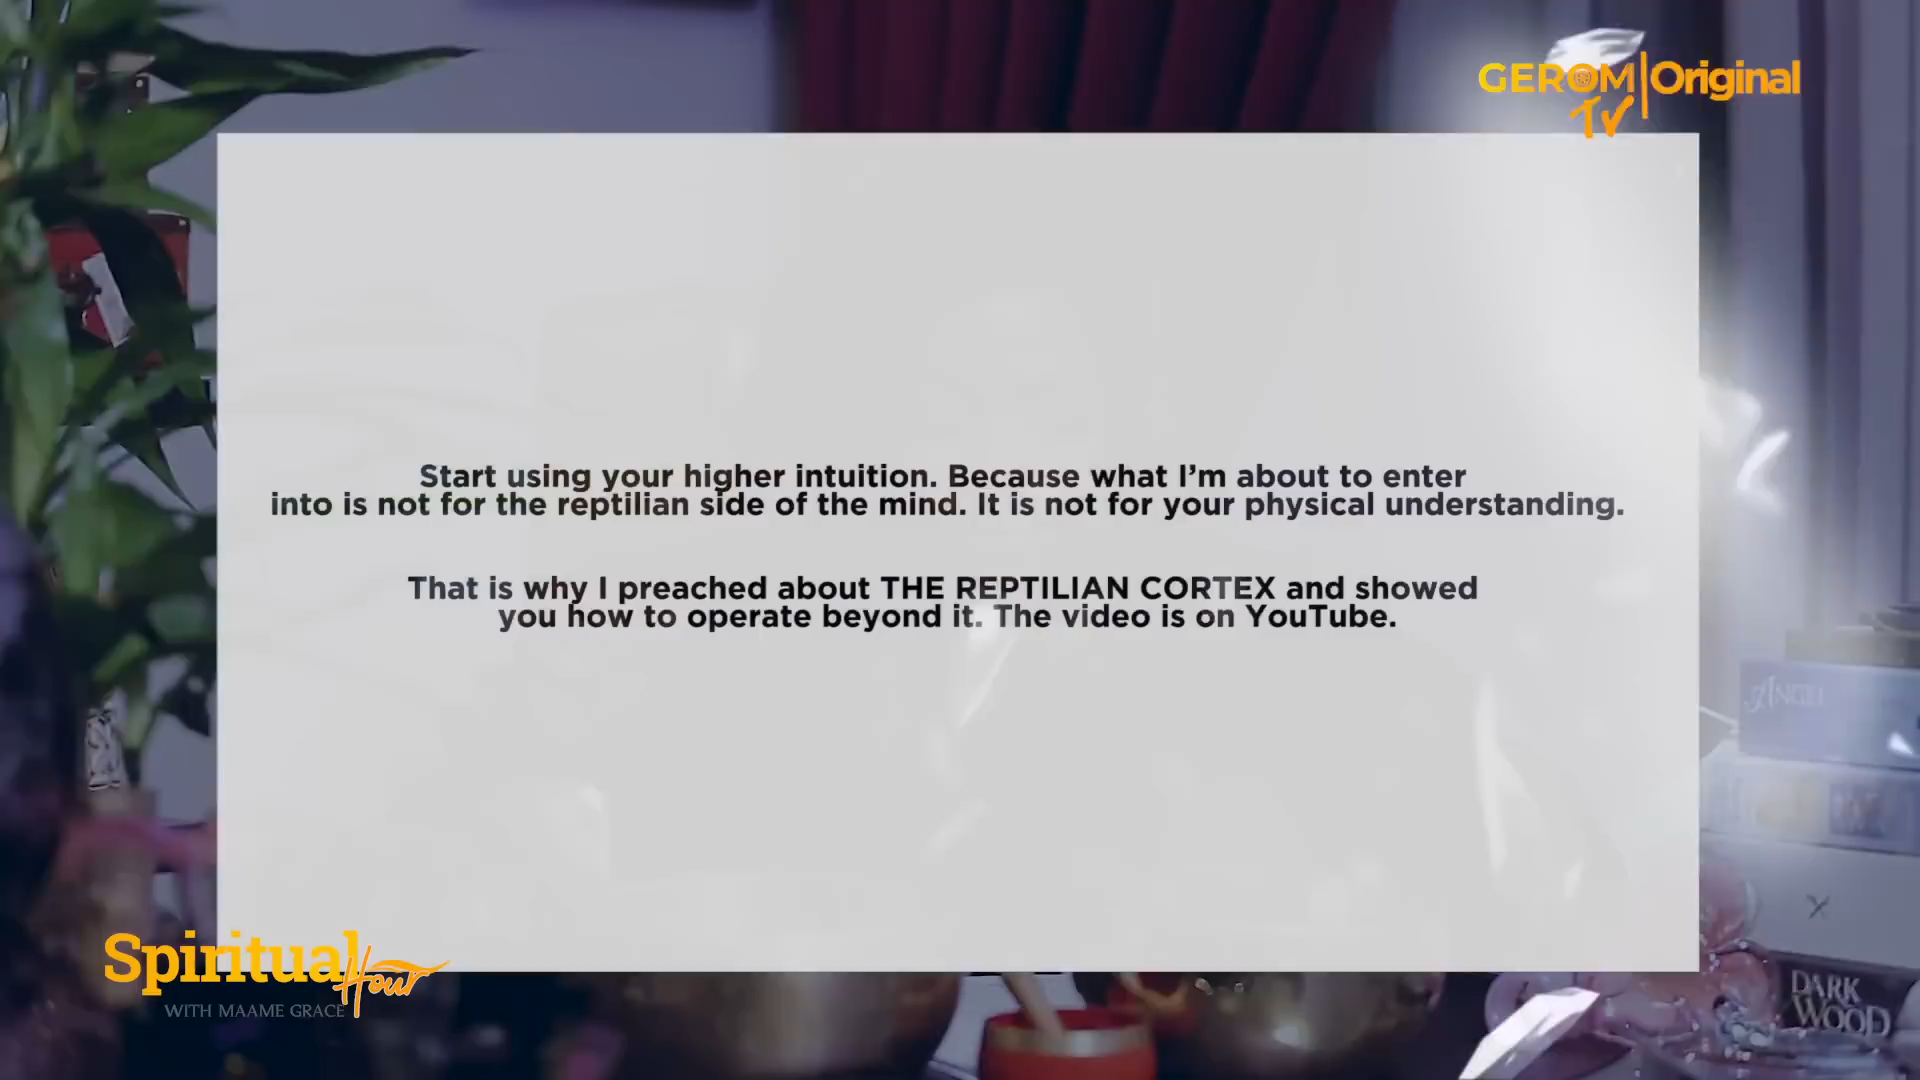 GEROM|Original
TV
Start using your higher intuition. Because what I’m about to enter
into is not for the reptilian side of the mind. It is not for your physical understanding.
That is why I preached about THE REPTILIAN CORTEX and showed
you how to operate beyond it. The video is on YouTube.
ANGEL
Spiritual Hour
WITH MAAME GRACE
DARK
WOOD